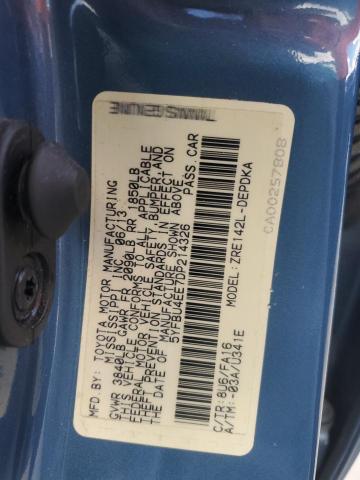 MFD.BY: TOYOTA MOTOR MANUFACTURING
MISSISSIPPI INC. 06/13
GVWR 3840LB GAWR FR 2090LB RR 1850LB
THIS VEHICLE CONFORMS TO ALL APPLICABLE
FEDERAL MOTOR VEHICLE SAFETY, BUMPER, AND
THEFT PREVENTION STANDARDS IN EFFECT ON
THE DATE OF MANUFACTURE SHOWN ABOVE.
PASS.CAR
C/TR:8U6/FA16
MODEL:ZRE142L-DEPDKA
A/TM:-03A/U341E
CA00257808